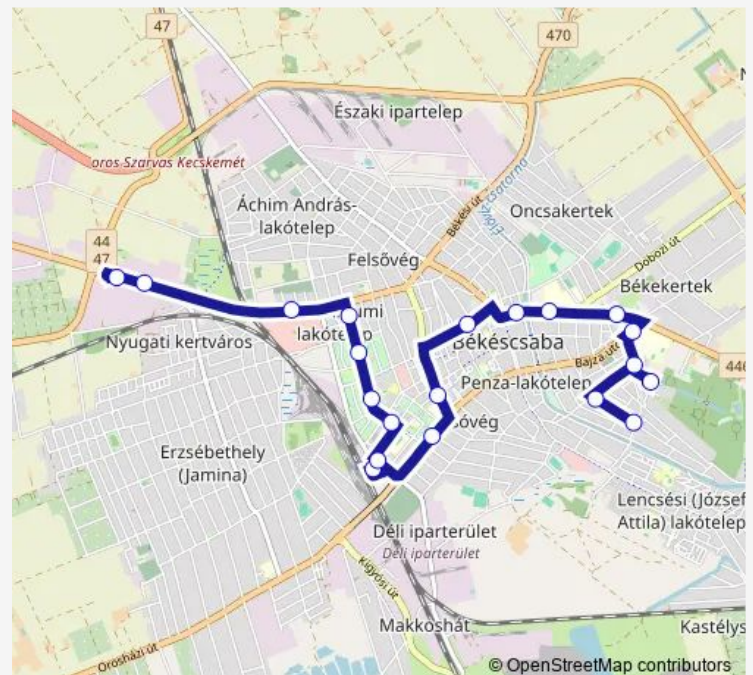 47
470
Északi ipartelep
oros Szarvas Kecskemét
Élővíz-csatorna
Békési út
Áchim András-
lakótelep
Oncsakertek
44
47
Felsővég
Dobozi út
Békekertek
lakótelep
Nyugati kertváros
Békéscsaba
Bajza utca
446
Penza-lakótelep
Erzsébethely
(Jamina)
Lencsési (József
Attila) lakótelep
Déli iparterület
Déli iparterület
Kígyósi út
Makkoshát
Kastélys
Orosházi út
© OpenStreetMap contributors